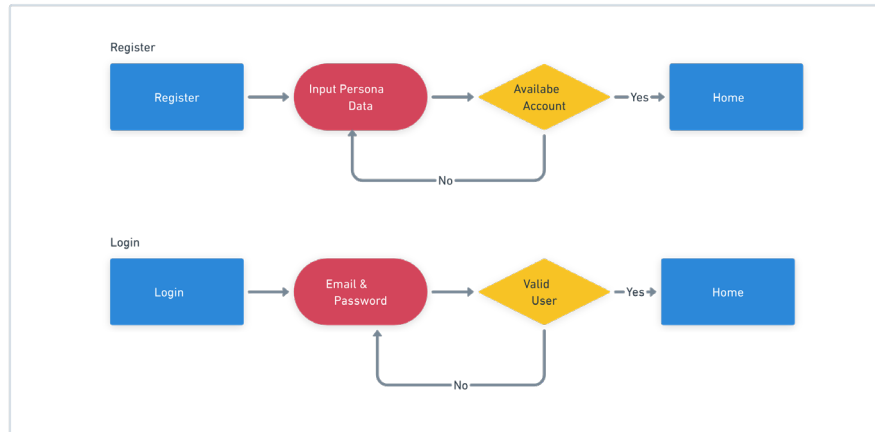 Register
Register
Input Persona
Data
Availabe
Account
Yes
Home
No
Login
Login
Email &
Password
Valid
User
Yes
Home
No